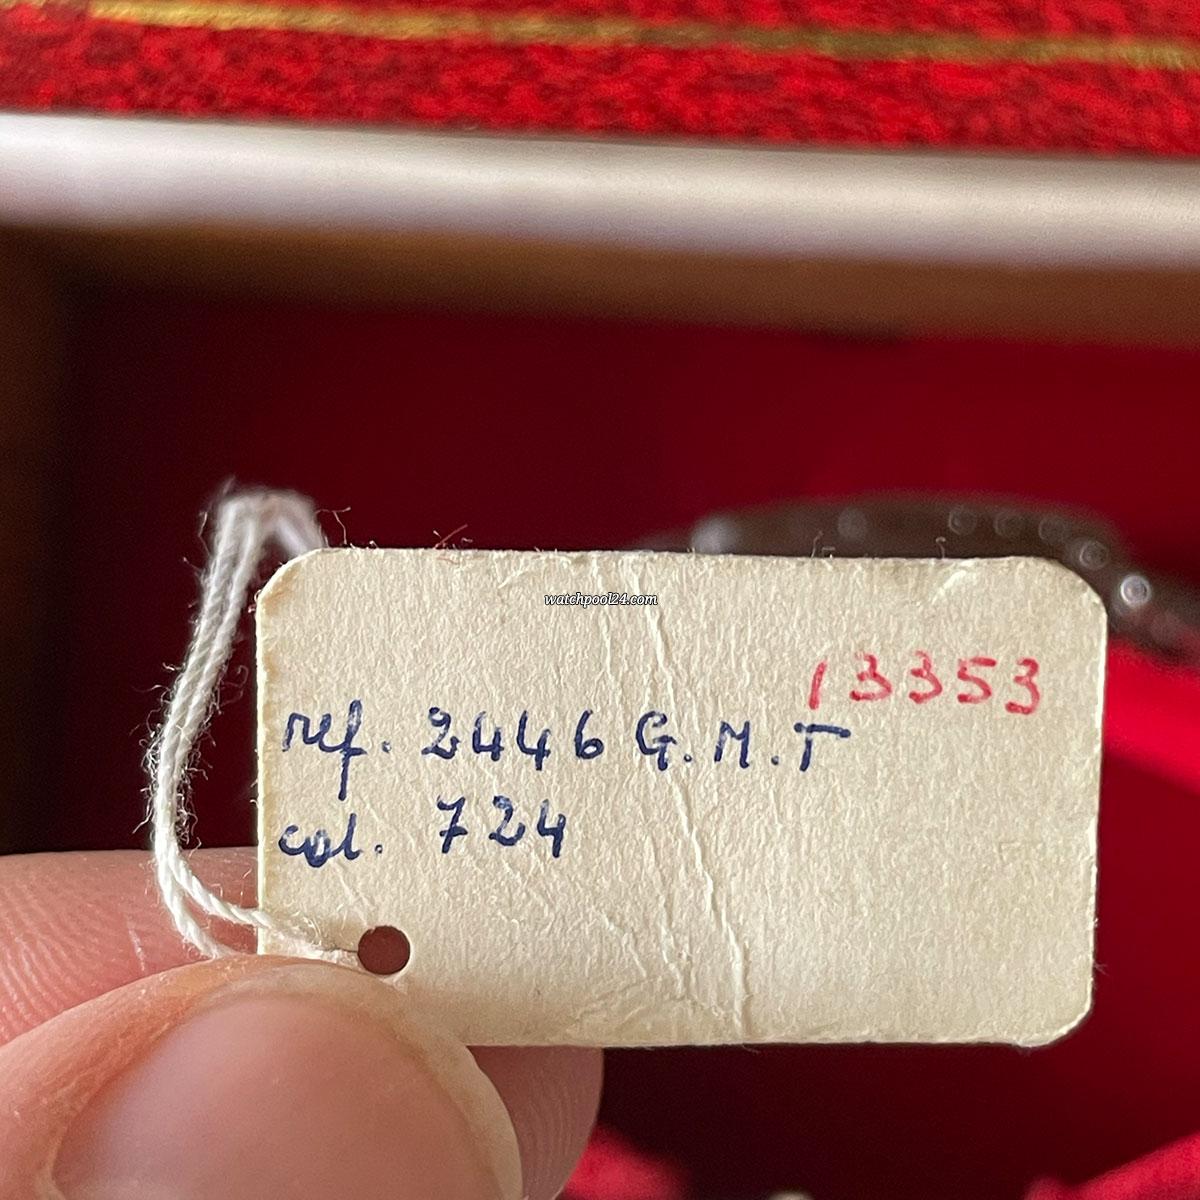 watchpool24.com
13353
ref. 2446 G.M.T
col. 724